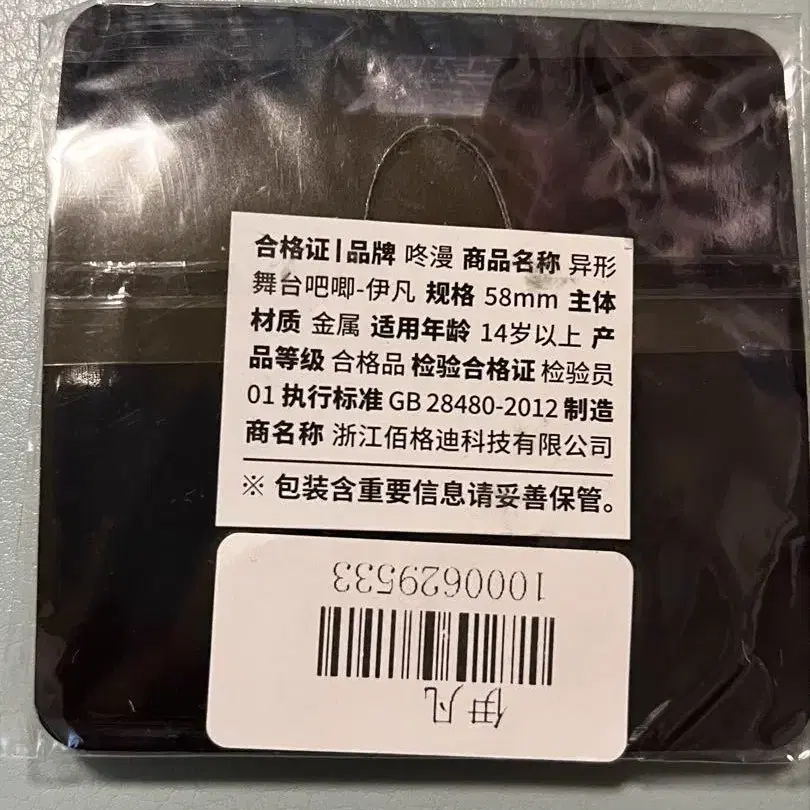 合格证 | 品牌 咚漫 商品名称 异形
舞台吧唧-伊凡 规格 58mm 主体
材质 金属 适用年龄 14岁以上 产
品等级 合格品 检验合格证 检验员
01 执行标准 GB 28480-2012 制造
商名称 浙江佰格迪科技有限公司
※ 包装含重要信息请妥善保管。
伊凡
1000629533